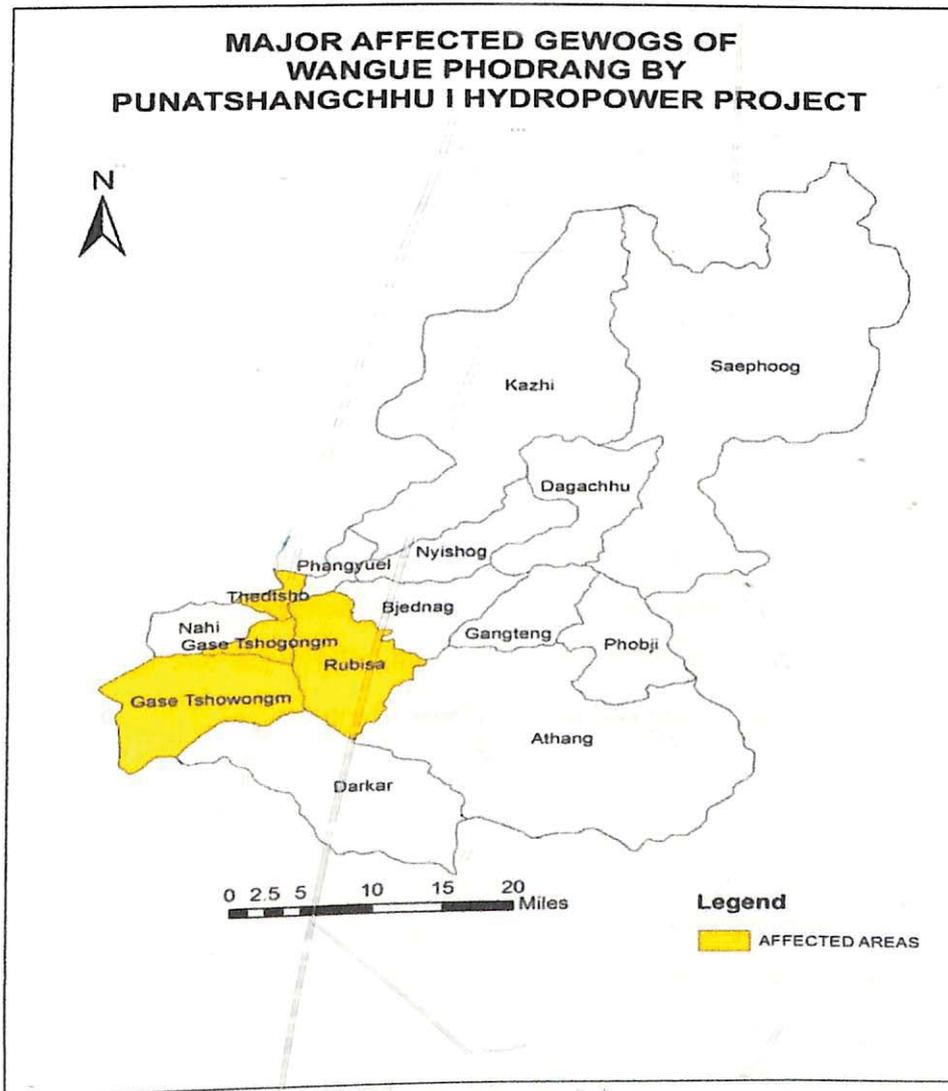 MAJOR AFFECTED GEWOGS OF
WANGUE PHODRANG BY
PUNATSHANGCHHU I HYDROPOWER PROJECT
N
Kazhi
Saephoog
Dagachhu
Nyishog
Phangyuel
Thedtsho
Bjednag
Nahi
Gangteng
Phobji
Gase Tshogongm
Rubisa
Gase Tshowongm
Athang
Darkar
0 2.5 5 10 15 20
Miles
Legend
AFFECTED AREAS